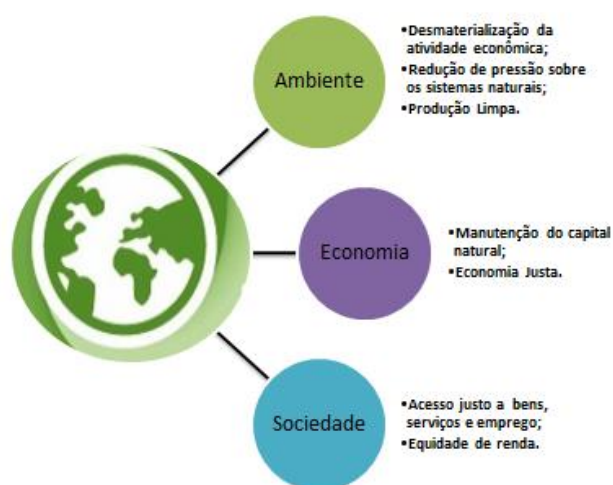 Ambiente
▪Desmaterialização da
atividade econômica;
▪Redução de pressão sobre
os sistemas naturais;
▪Produção Limpa.
Economia
▪Manutenção do capital
natural;
▪Economia Justa.
Sociedade
▪Acesso justo a bens,
serviços e emprego;
▪Equidade de renda.